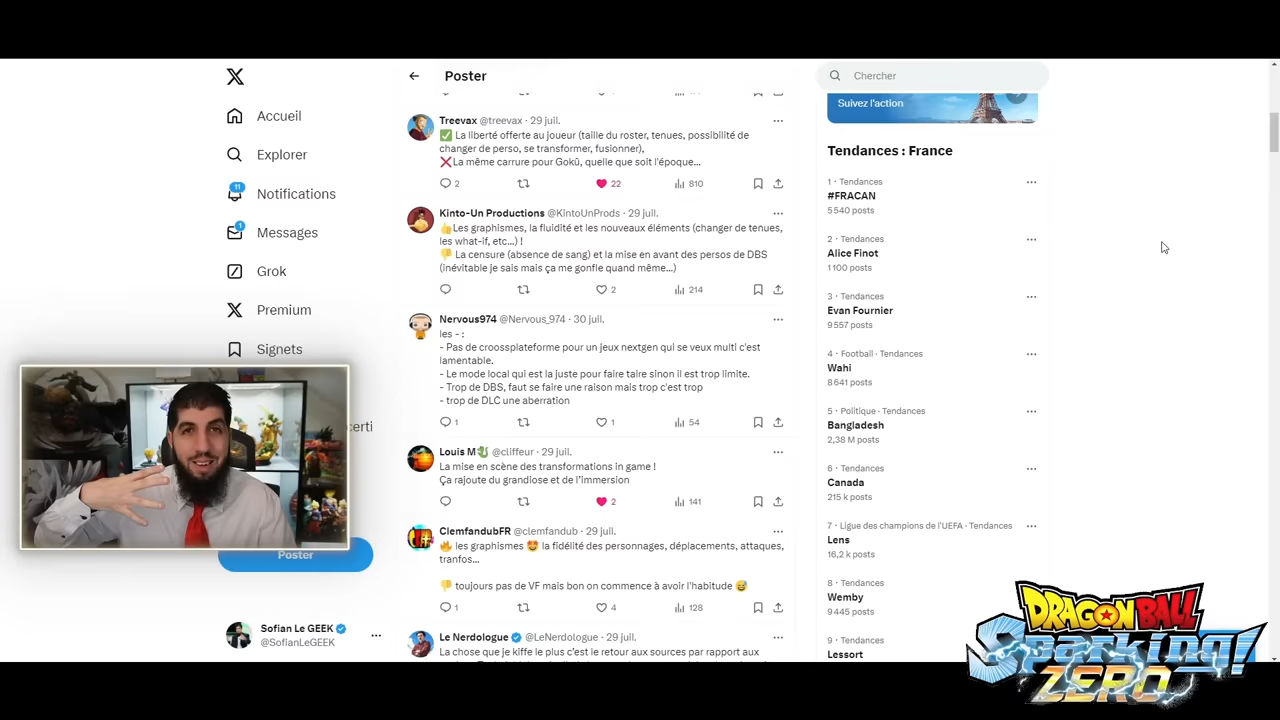 Poster
Chercher
Accueil
Explorer
11
Notifications
1
Messages
Grok
Premium
Signets
certi
Poster
Sofian Le GEEK
@SofianLeGEEK
Treevax @treevax · 29 juil.
✅ La liberté offerte au joueur (taille du roster, tenues, possibilité de
changer de perso, se transformer, fusionner),
❌La même carrure pour Gokû, quelle que soit l'époque...
2 22 810
Kinto-Un Productions @KintoUnProds · 29 juil.
👍Les graphismes, la fluidité et les nouveaux éléments (changer de tenues,
les what-if, etc...) !
👎 La censure (absence de sang) et la mise en avant des persos de DBS
(inévitable je sais mais ça me gonfle quand même...)
2 214
Nervous974 @Nervous_974 · 30 juil.
les - :
- Pas de croossplateforme pour un jeux nextgen qui se veux multi c'est
lamentable.
- Le mode local qui est la juste pour faire taire sinon il est trop limite.
- Trop de DBS, faut se faire une raison mais trop c'est trop
- trop de DLC une aberration
1 1 54
Louis M🐉 @cliffeur · 29 juil.
La mise en scène des transformations in game !
Ça rajoute du grandiose et de l'immersion
2 141
ClemfandubFR @clemfandub · 29 juil.
🔥 les graphismes 🤩 la fidélité des personnages, déplacements, attaques,
tranfos...
👎 toujours pas de VF mais bon on commence à avoir l'habitude 😅
1 4 128
Le Nerdologue @LeNerdologue · 29 juil.
La chose que je kiffe le plus c'est le retour aux sources par rapport aux
Suivez l'action
Tendances : France
1 · Tendances
#FRACAN
5 540 posts
2 · Tendances
Alice Finot
1 100 posts
3 · Tendances
Evan Fournier
9 557 posts
4 · Football · Tendances
Wahi
8 641 posts
5 · Politique · Tendances
Bangladesh
2,38 M posts
6 · Tendances
Canada
215 k posts
7 · Ligue des champions de l'UEFA · Tendances
Lens
16,2 k posts
8 · Tendances
Wemby
9 445 posts
9 · Tendances
Lessort
DRAGON BALL
Sparking!
ZERO